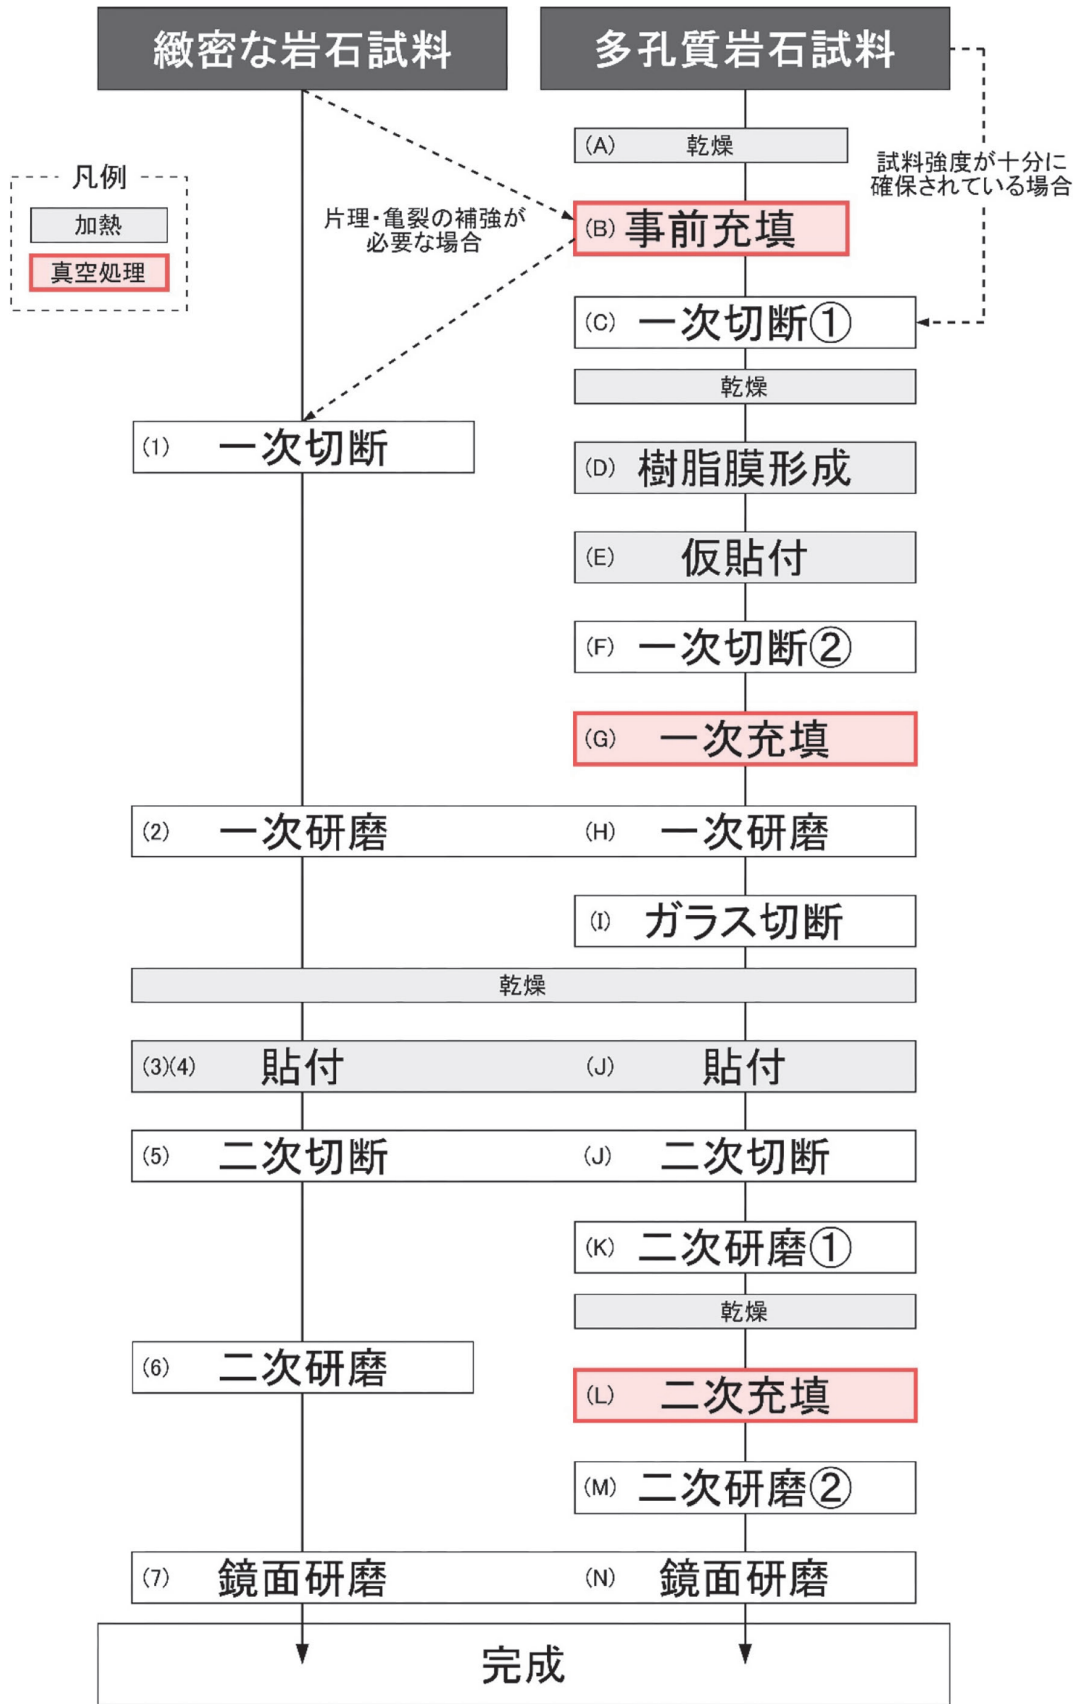 緻密な岩石試料
多孔質岩石試料
(A) 乾燥
試料強度が十分に
確保されている場合
凡例
加熱
真空処理
片理・亀裂の補強が
必要な場合
(B) 事前充填
(C) 一次切断①
乾燥
(1) 一次切断
(D) 樹脂膜形成
(E) 仮貼付
(F) 一次切断②
(G) 一次充填
(2) 一次研磨
(H) 一次研磨
(I) ガラス切断
乾燥
(3)(4) 貼付
(J) 貼付
(5) 二次切断
(J) 二次切断
(K) 二次研磨①
乾燥
(6) 二次研磨
(L) 二次充填
(M) 二次研磨②
(7) 鏡面研磨
(N) 鏡面研磨
完成